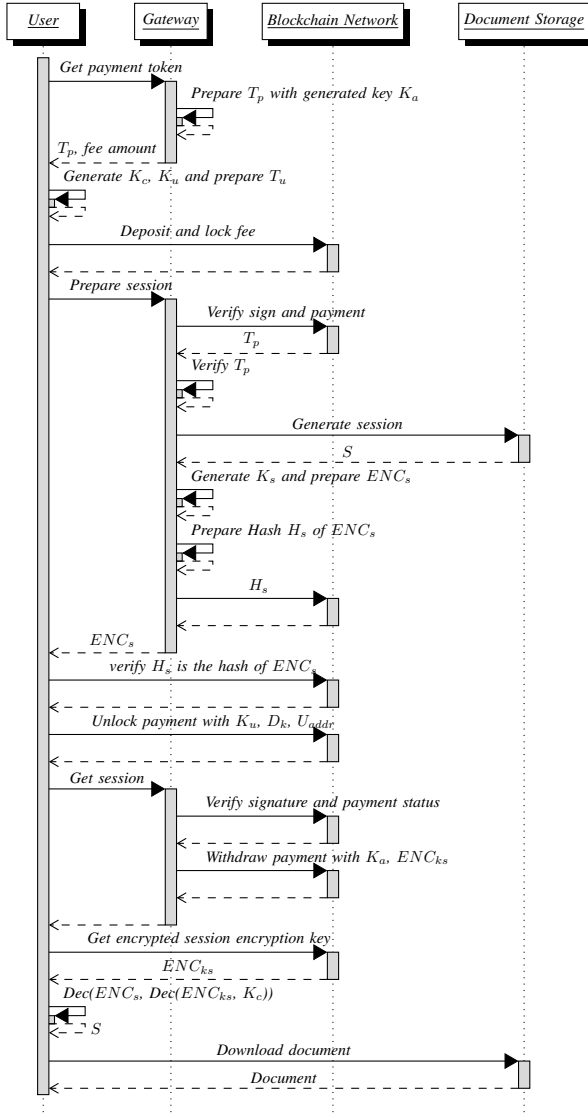 User
Gateway
Blockchain Network
Document Storage
Get payment token
Prepare T_p with generated key K_a
T_p, fee amount
Generate K_c, K_u and prepare T_u
Deposit and lock fee
Prepare session
Verify sign and payment
T_p
Verify T_p
Generate session
S
Generate K_s and prepare ENC_s
Prepare Hash H_s of ENC_s
H_s
ENC_s
verify H_s is the hash of ENC_s
Unlock payment with K_u, D_k, U_addr
Get session
Verify signature and payment status
Withdraw payment with K_a, ENC_ks
Get encrypted session encryption key
ENC_ks
Dec(ENC_s, Dec(ENC_ks, K_c))
S
Download document
Document